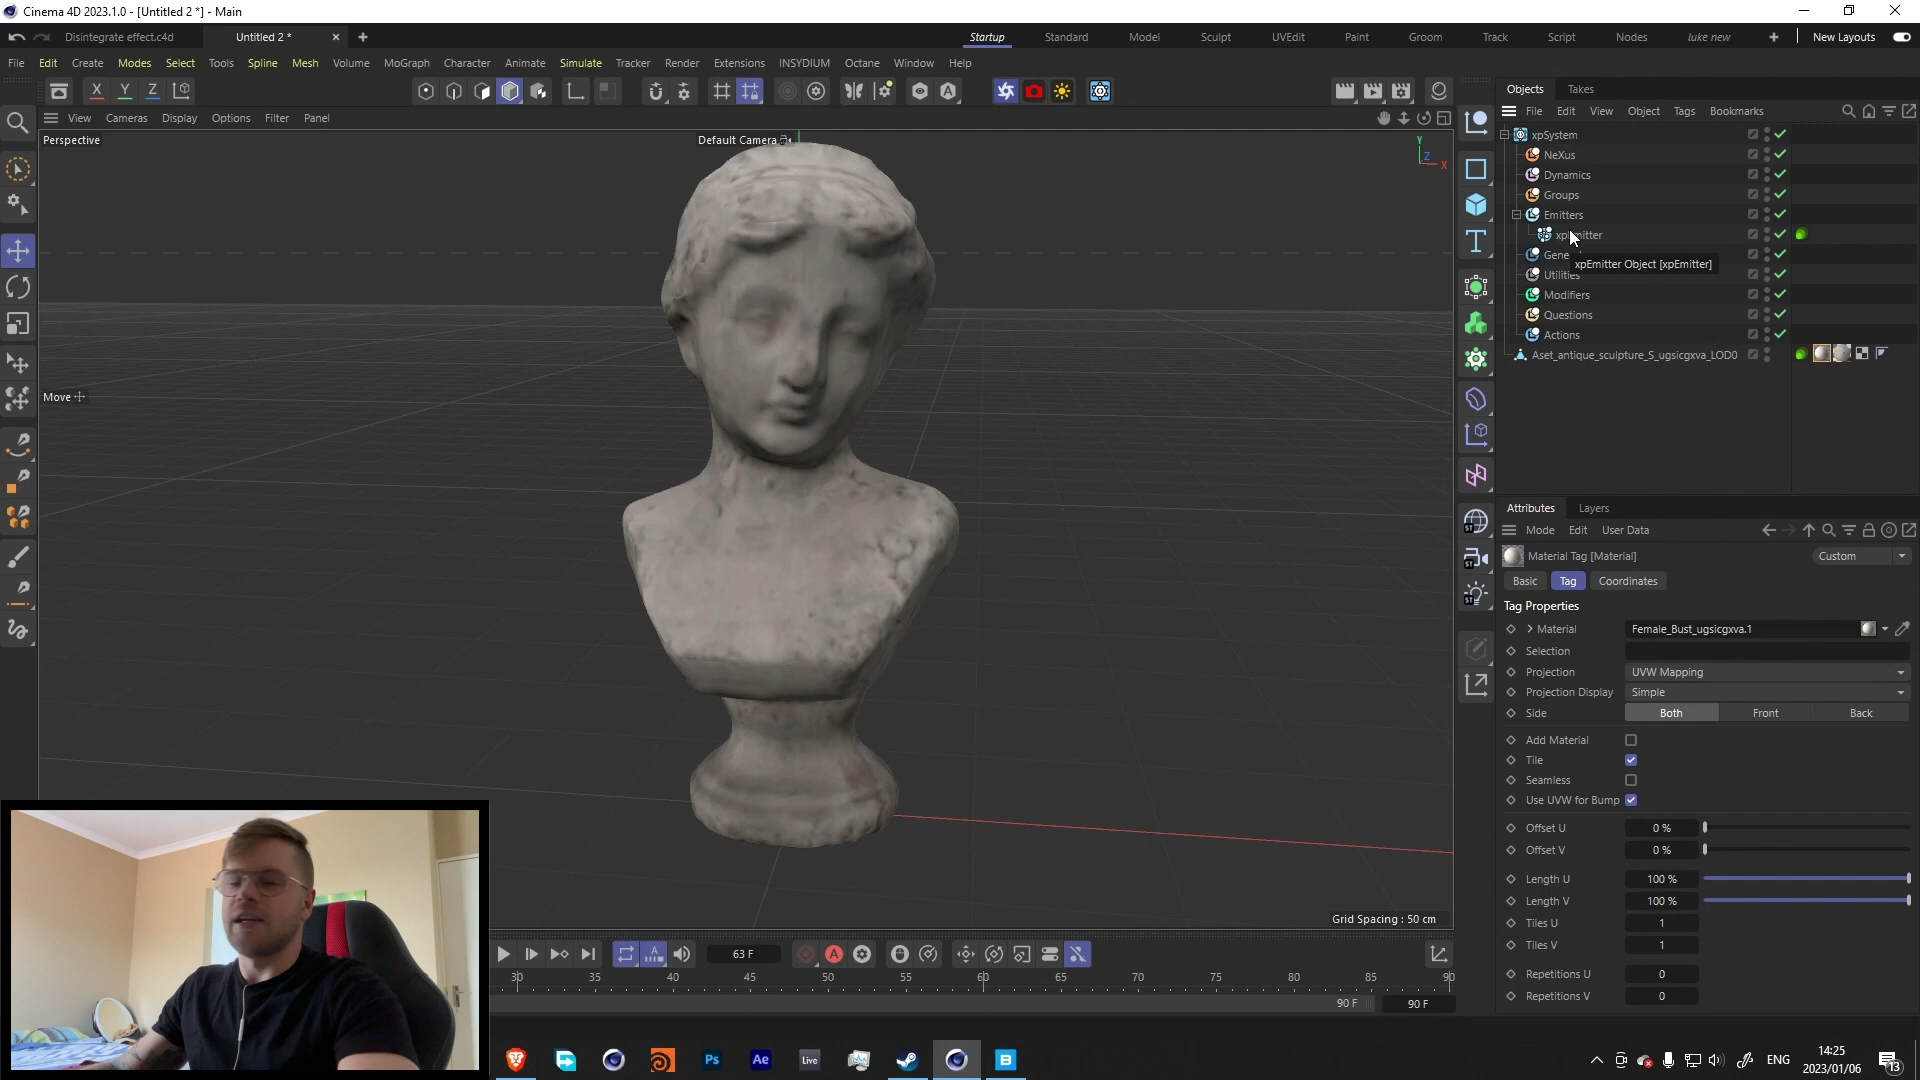 Cinema 4D 2023.1.0 - [Untitled 2 *] - Main
Disintegrate effect.c4d
Untitled 2 *
Startup
Standard
Model
Sculpt
UVEdit
Paint
Groom
Track
Script
Nodes
luke new
New Layouts
File Edit Create Modes Select Tools Spline Mesh Volume MoGraph Character Animate Simulate Tracker Render Extensions INSYDIUM Octane Window Help
X Y Z
Objects Takes
View Cameras Display Options Filter Panel
File Edit View Object Tags Bookmarks
Perspective
Default Camera
Y
Z
X
xpSystem
NeXus
Dynamics
Groups
Emitters
xpEmitter
Gene
xpEmitter Object [xpEmitter]
Utilities
Modifiers
Questions
Actions
Aset_antique_sculpture_S_ugsicgxva_LOD0
Move
Attributes Layers
Mode Edit User Data
Material Tag [Material]
Custom
Basic Tag Coordinates
Tag Properties
Material Female_Bust_ugsicgxva.1
Selection
Projection UVW Mapping
Projection Display Simple
Side Both Front Back
Add Material
Tile
Seamless
Use UVW for Bump
Offset U 0 %
Offset V 0 %
Length U 100 %
Length V 100 %
Tiles U 1
Tiles V 1
Repetitions U 0
Repetitions V 0
Grid Spacing : 50 cm
63 F
30 35 40 45 50 55 60 65 70 75 80 85 90
90 F
90 F
Ps
Ae
Live
B
ENG
14:25
2023/01/06
13